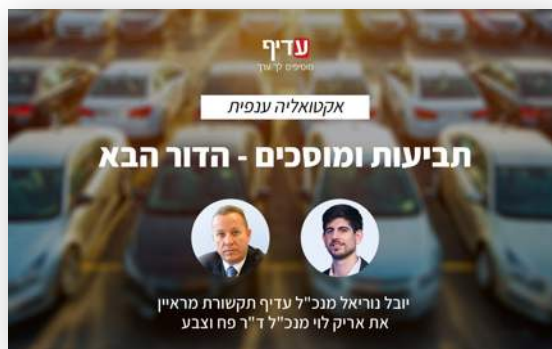 עדיף
מוסיפים לך ערך
אקטואליה ענפית
תביעות ומוסכים - הדור הבא
יובל נוריאל מנכ"ל עדיף תקשורת מראיין
את אריק לוי מנכ"ל ד"ר פח וצבע